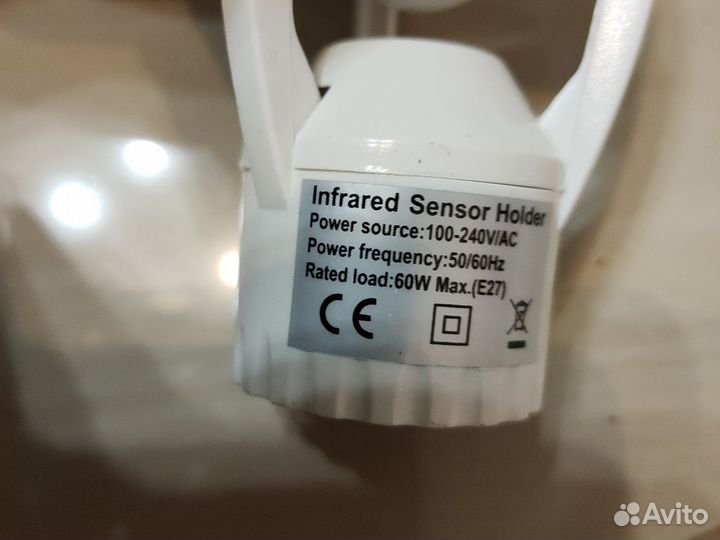 Infrared Sensor Holder
Power source:100-240V/AC
Power frequency:50/60Hz
Rated load:60W Max.(E27)
CE
Avito